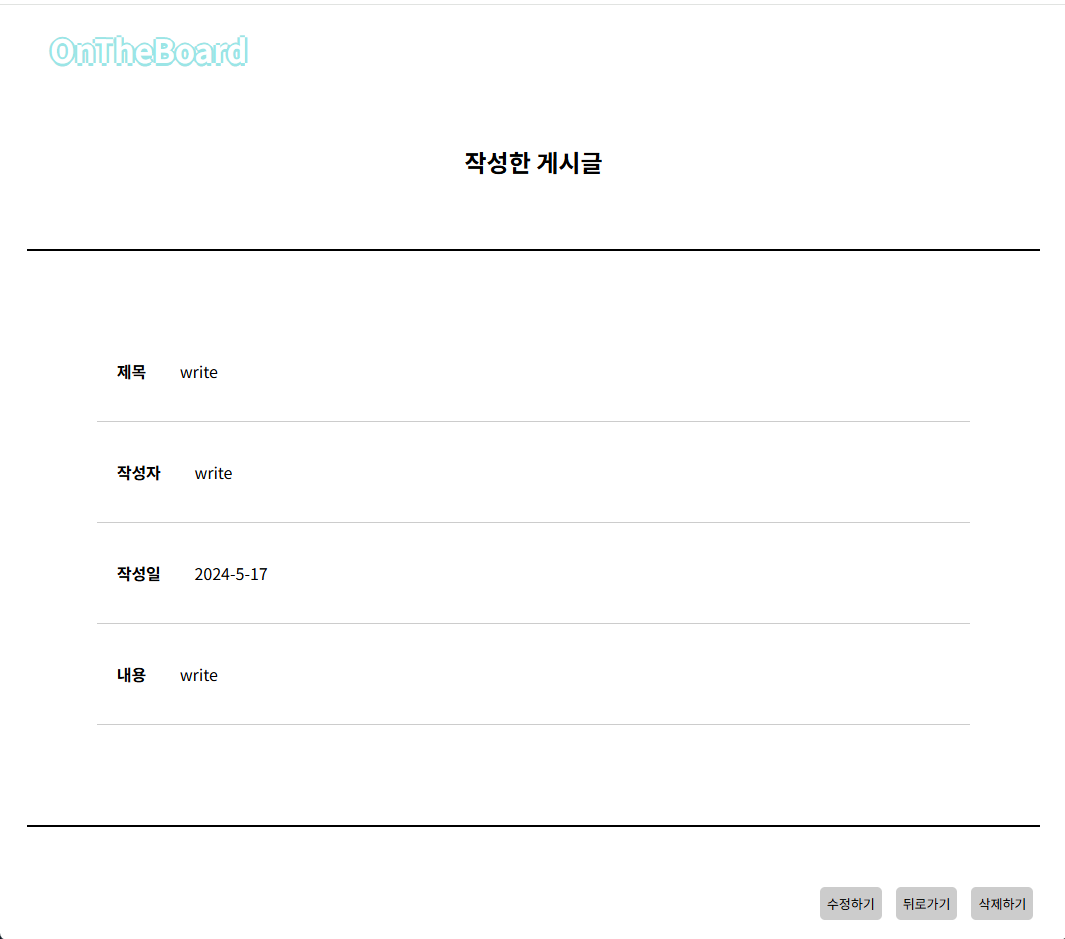 OnTheBoard
작성한 게시글
제목 write
작성자 write
작성일 2024-5-17
내용 write
수정하기 뒤로가기 삭제하기